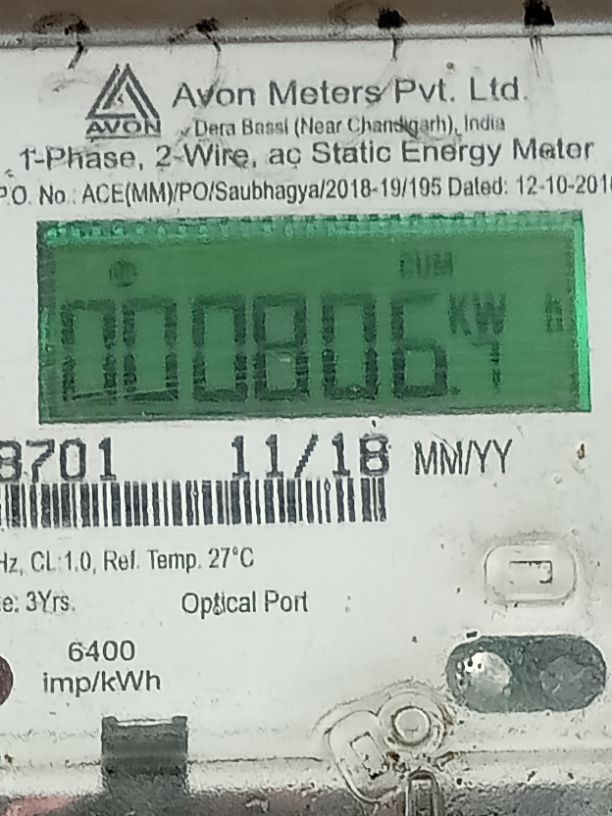 AVON
Avon Meters Pvt. Ltd.
Dera Bassi (Near Chandigarh), India
1-Phase, 2-Wire, ac Static Energy Meter
P.O. No.: ACE(MM)/PO/Saubhagya/2018-19/195 Dated: 12-10-201
CUM
000806.1 KWh
8701 11/18 MM/YY
Hz, CL:1.0, Ref. Temp. 27°C
e: 3Yrs. Optical Port :
6400
imp/kWh